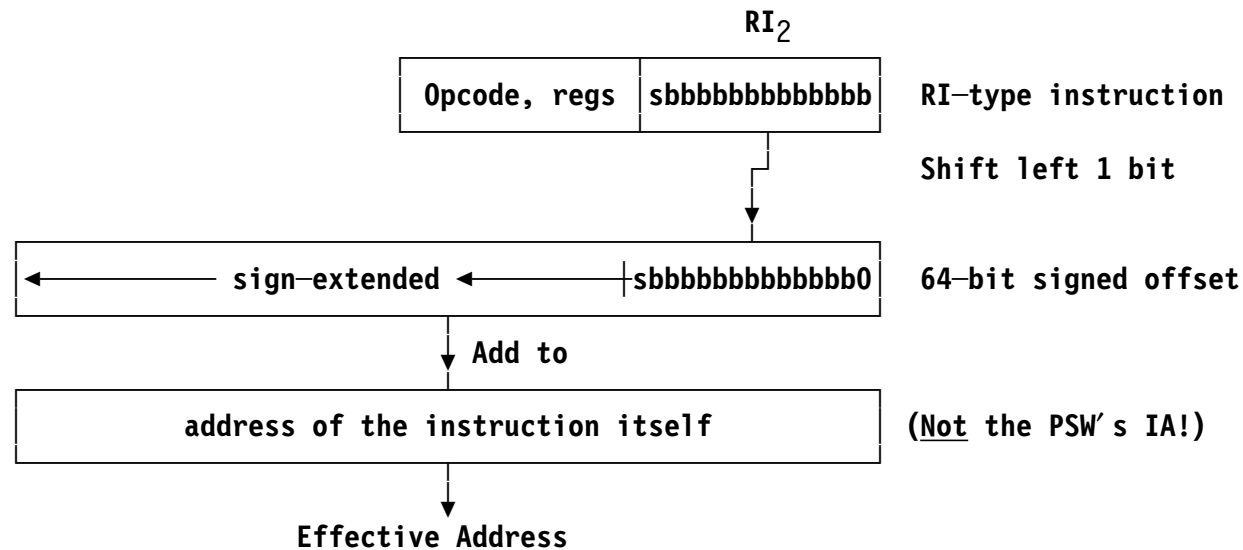 RI2
Opcode, regs sbbbbbbbbbbbbbb RI—type instruction
Shift left 1 bit
sign—extended sbbbbbbbbbbbbbb0 64—bit signed offset
Add to
address of the instruction itself (Not the PSW's IA!)
Effective Address